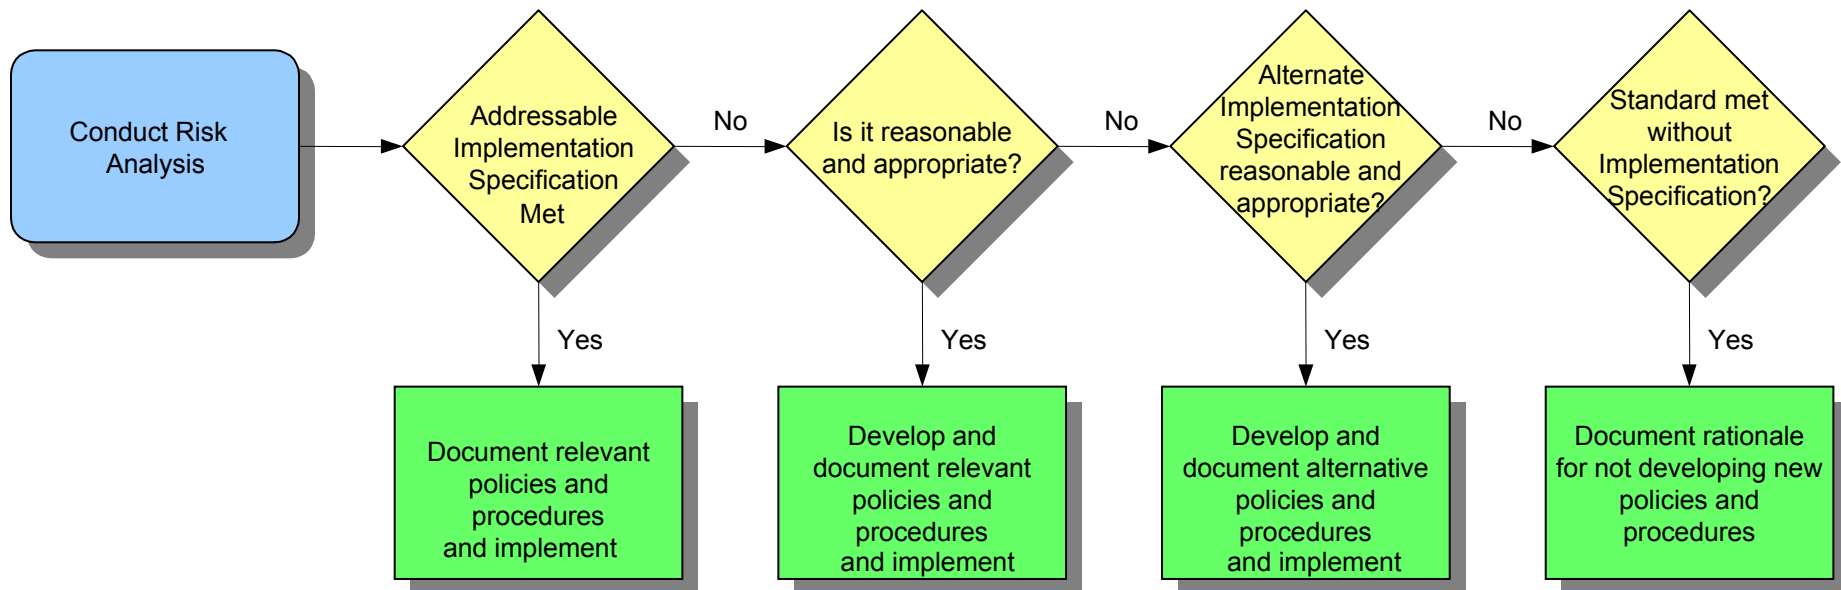 Conduct Risk
Analysis
Addressable
Implementation
Specification
Met
No
Is it reasonable
and appropriate?
No
Alternate
Implementation
Specification
reasonable and
appropriate?
No
Standard met
without
Implementation
Specification?
Yes
Yes
Yes
Yes
Document relevant
policies and
procedures
and implement
Develop and
document relevant
policies and
procedures
and implement
Develop and
document alternative
policies and
procedures
and implement
Document rationale
for not developing new
policies and
procedures